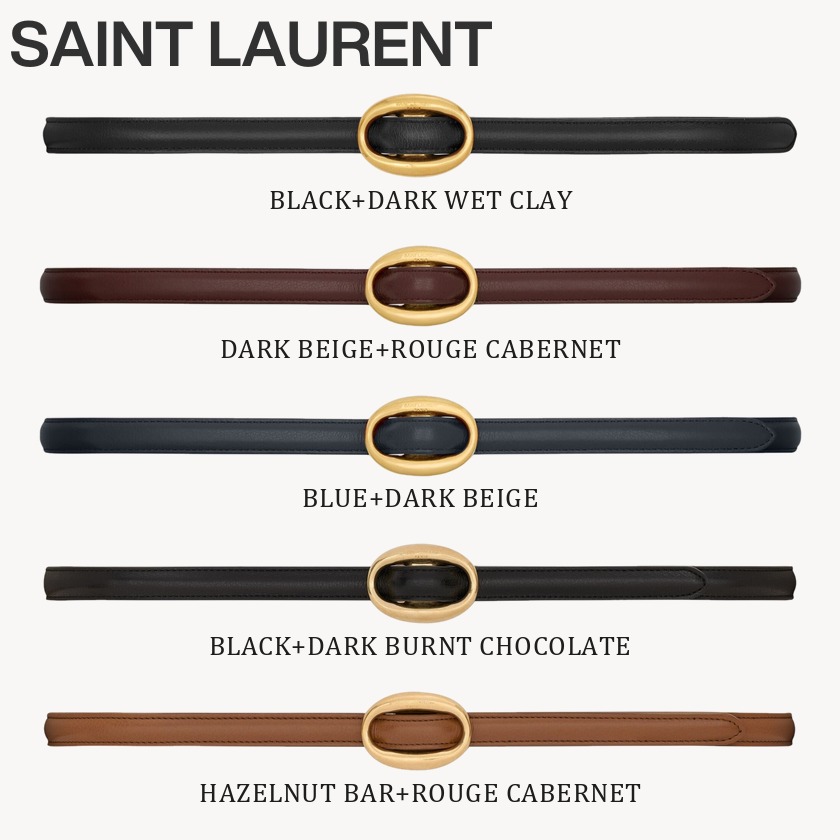 SAINT LAURENT
BLACK+DARK WET CLAY
DARK BEIGE+ROUGE CABERNET
BLUE+DARK BEIGE
BLACK+DARK BURNT CHOCOLATE
HAZELNUT BAR+ROUGE CABERNET